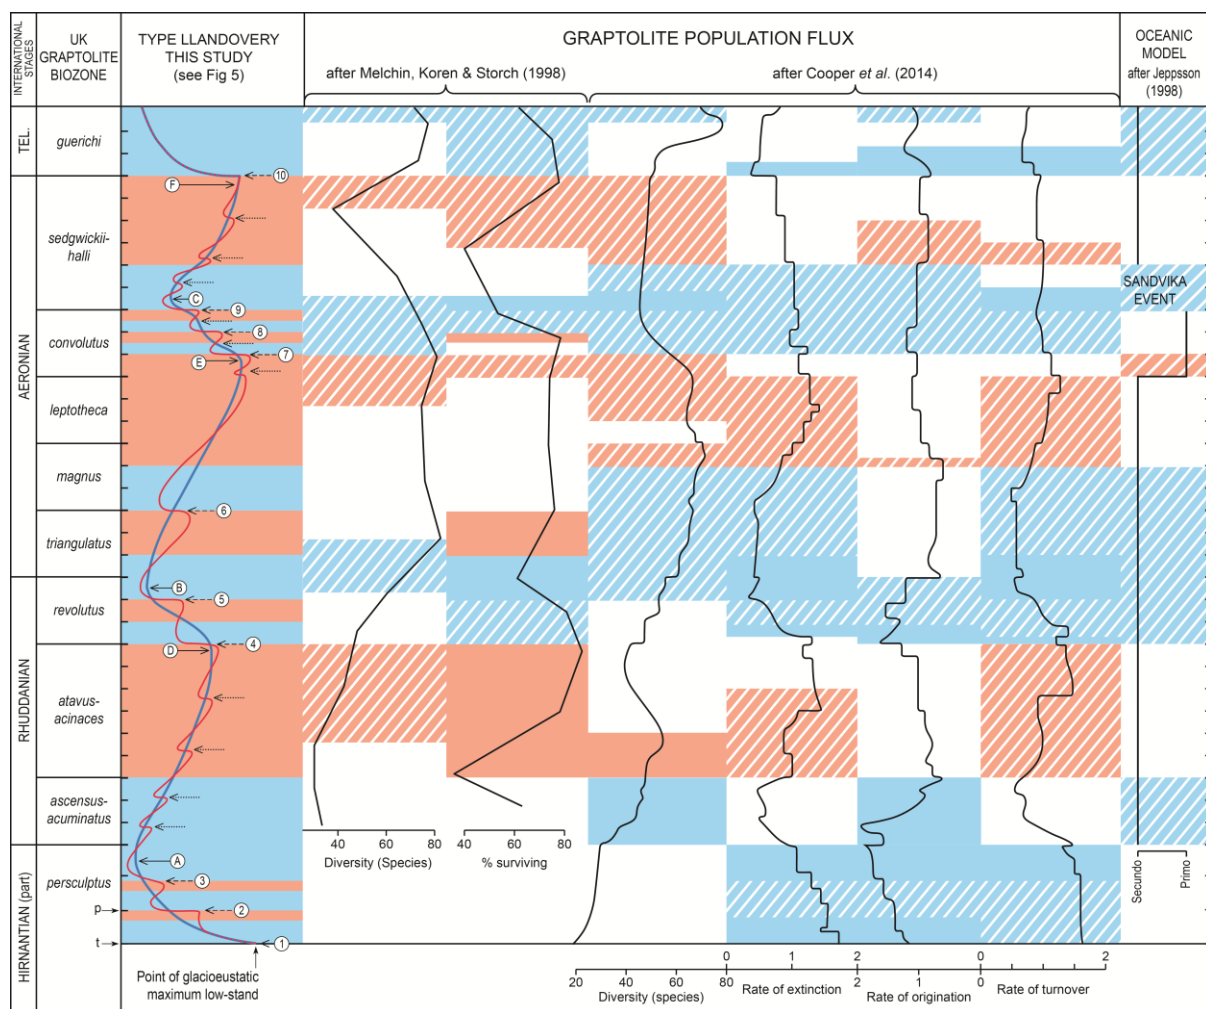 INTERNATIONAL
STAGES
UK
GRAPTOLITE
BIOZONE
TYPE LLANDOVERY
THIS STUDY
(see Fig 5)
GRAPTOLITE POPULATION FLUX
after Melchin, Koren & Storch (1998)
after Cooper et al. (2014)
OCEANIC
MODEL
after Jeppsson
(1998)
TEL.
AERONIAN
RHUDDANIAN
HIRNANTIAN (part)
guerichi
sedgwickii-
halli
convolutus
leptotheca
magnus
triangulatus
revolutus
atavus-
acinaces
ascensus-
acuminatus
persculptus
p
t
10
F
C
9
8
7
E
6
B
5
4
D
A
3
2
1
Point of glacioeustatic
maximum low-stand
40 60 80
Diversity (Species)
40 60 80
% surviving
20 40 60 80
Diversity (species)
0 1 2
Rate of extinction
2 1 0
Rate of origination
0 1 2
Rate of turnover
SANDVIKA
EVENT
Secundo
Primo